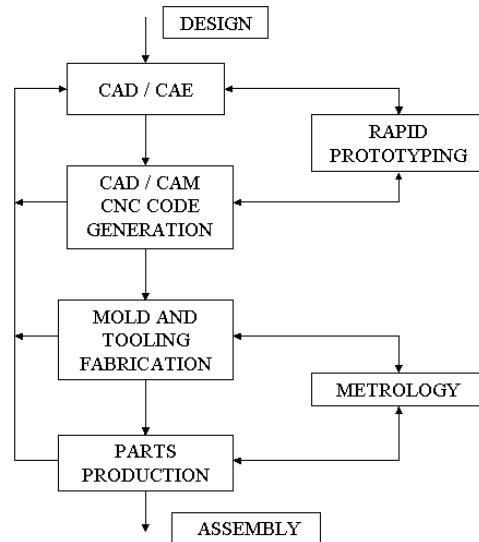 DESIGN
CAD / CAE
RAPID
PROTOTYPING
CAD / CAM
CNC CODE
GENERATION
MOLD AND
TOOLING
FABRICATION
METROLOGY
PARTS
PRODUCTION
ASSEMBLY